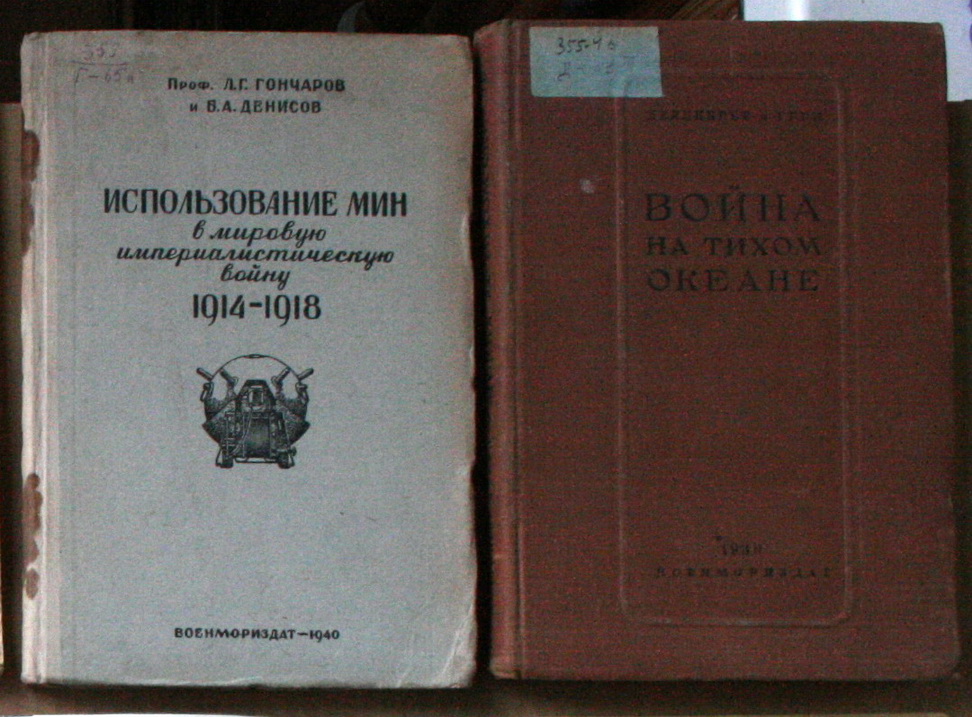 Проф. Л.Г. ГОНЧАРОВ
и Б.А. ДЕНИСОВ
ИСПОЛЬЗОВАНИЕ МИН
в мировую
империалистическую
войну
1914-1918
ВОЕНМОРИЗДАТ—1940
ВОЙНА
НА ТИХОМ
ОКЕАНЕ
ВОЕНМОРИЗДАТ